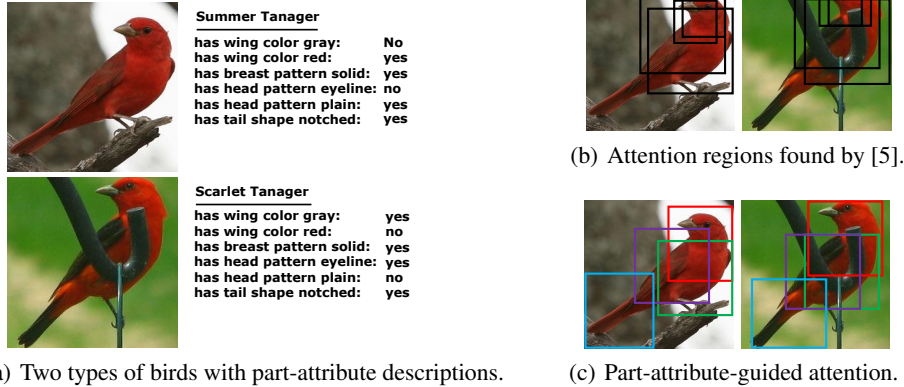 Summer Tanager
has wing color gray: No
has wing color red: yes
has breast pattern solid: yes
has head pattern eyeline: no
has head pattern plain: yes
has tail shape notched: yes
Scarlet Tanager
has wing color gray: yes
has wing color red: no
has breast pattern solid: yes
has head pattern eyeline: yes
has head pattern plain: no
has tail shape notched: yes
) Two types of birds with part-attribute descriptions.
(b) Attention regions found by [5].
(c) Part-attribute-guided attention.